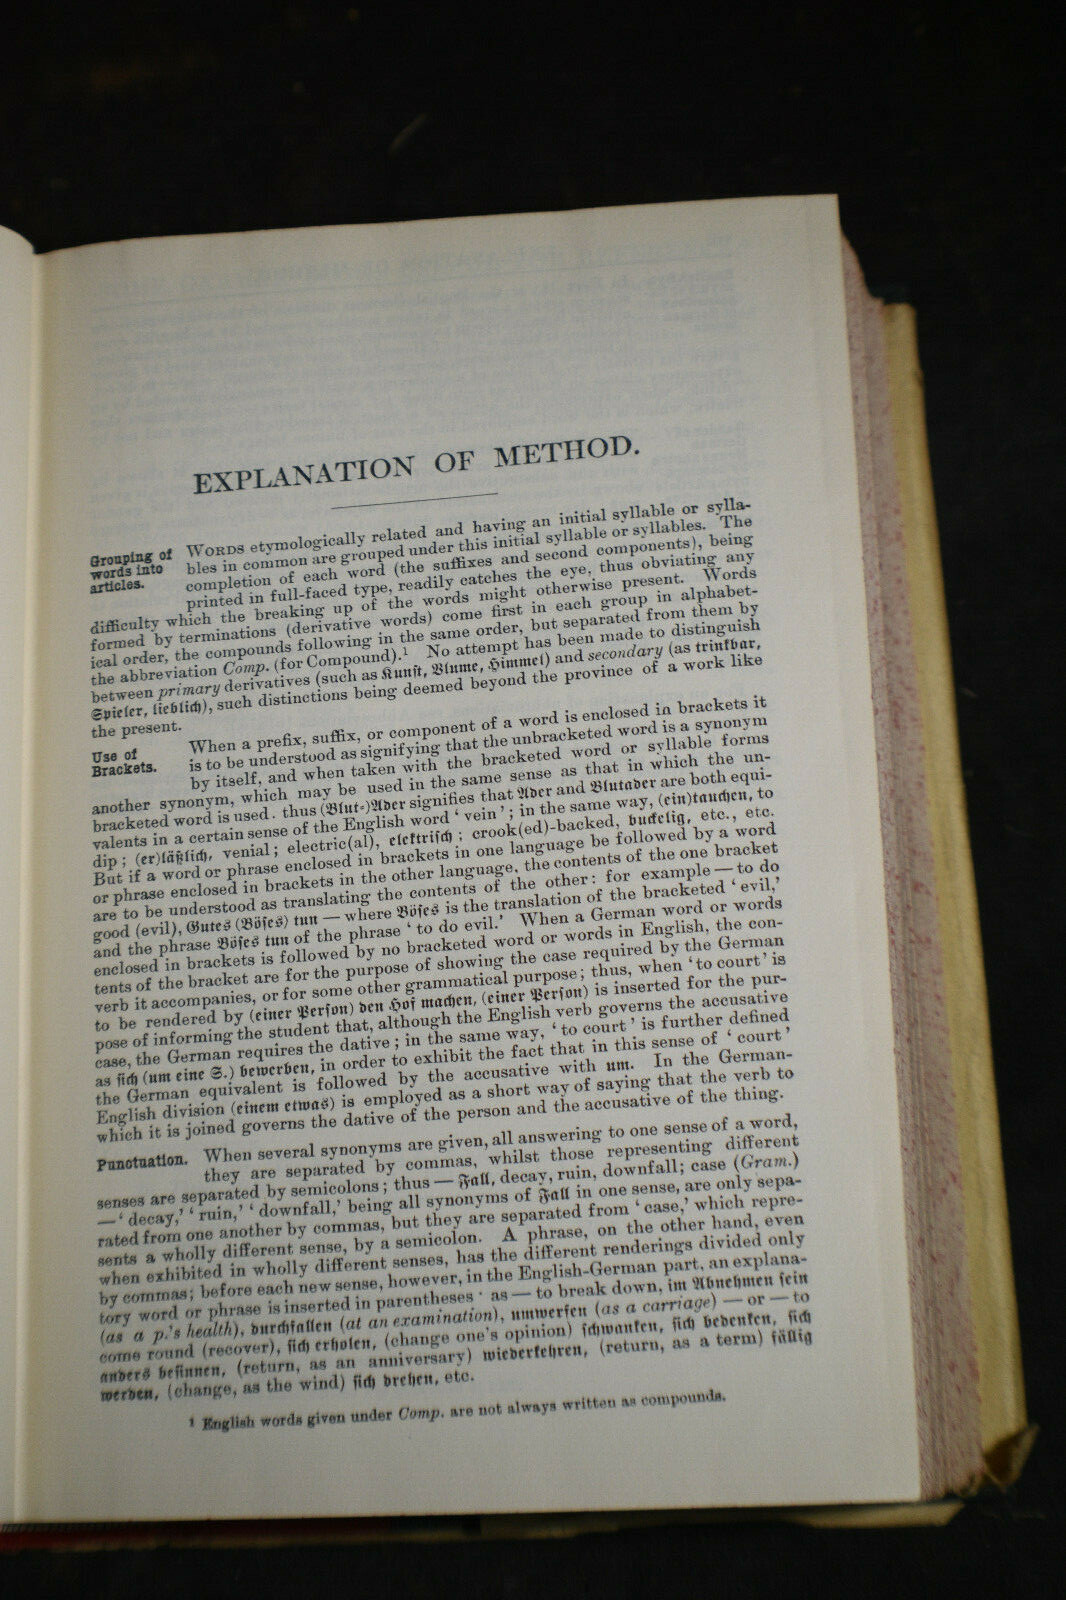 EXPLANATION OF METHOD.
Grouping of
words into
articles.
WORDS etymologically related and having an initial syllable or sylla-
bles in common are grouped under this initial syllable or syllables. The
completion of each word (the suffixes and second components), being
printed in full-faced type, readily catches the eye, thus obviating any
difficulty which the breaking up of the words might otherwise present. Words
formed by terminations (derivative words) come first in each group in alphabet-
ical order, the compounds following in the same order, but separated from them by
the abbreviation Comp. (for Compound).¹ No attempt has been made to distinguish
between primary derivatives (such as Kunſt, Blume, Himmel) and secondary (as trinkbar,
Spieler, lieblich), such distinctions being deemed beyond the province of a work like
the present.
Use of
Brackets.
When a prefix, suffix, or component of a word is enclosed in brackets it
is to be understood as signifying that the unbracketed word is a synonym
by itself, and when taken with the bracketed word or syllable forms
another synonym, which may be used in the same sense as that in which the un-
bracketed word is used. thus (Blut-)Ader signifies that Ader and Blutader are both equi-
valents in a certain sense of the English word ‘ vein ’ ; in the same way, (ein)tauchen, to
dip ; (er)läßlich, venial ; electric(al), elektriſch ; crook(ed)-backed, buckelig, etc., etc.
But if a word or phrase enclosed in brackets in one language be followed by a word
or phrase enclosed in brackets in the other language, the contents of the one bracket
are to be understood as translating the contents of the other: for example — to do
good (evil), Gutes (Böſes) tun — where Böſes is the translation of the bracketed ‘ evil,’
and the phrase Böſes tun of the phrase ‘ to do evil.’ When a German word or words
enclosed in brackets is followed by no bracketed word or words in English, the con-
tents of the bracket are for the purpose of showing the case required by the German
verb it accompanies, or for some other grammatical purpose ; thus, when ‘ to court ’ is
to be rendered by (einer Perſon) den Hof machen, (einer Perſon) is inserted for the pur-
pose of informing the student that, although the English verb governs the accusative
case, the German requires the dative ; in the same way, ‘ to court ’ is further defined
as ſich (um eine S.) bewerben, in order to exhibit the fact that in this sense of ‘ court ’
the German equivalent is followed by the accusative with um. In the German-
English division (einem etwas) is employed as a short way of saying that the verb to
which it is joined governs the dative of the person and the accusative of the thing.
Punctuation.
When several synonyms are given, all answering to one sense of a word,
they are separated by commas, whilst those representing different
senses are separated by semicolons ; thus — Fall, decay, ruin, downfall; case (Gram.)
— ‘ decay,’ ‘ ruin,’ ‘ downfall,’ being all synonyms of Fall in one sense, are only sepa-
rated from one another by commas, but they are separated from ‘ case,’ which repre-
sents a wholly different sense, by a semicolon. A phrase, on the other hand, even
when exhibited in wholly different senses, has the different renderings divided only
by commas; before each new sense, however, in the English-German part, an explana-
tory word or phrase is inserted in parentheses · as — to break down, im Abnehmen ſein
(as a p.’s health), durchfallen (at an examination), umwerfen (as a carriage) — or — to
come round (recover), ſich erholen, (change one’s opinion) ſchwanken, ſich bedenken, ſich
anders beſinnen, (return, as an anniversary) wiederkehren, (return, as a term) fällig
werden, (change, as the wind) ſich drehen, etc.
¹ English words given under Comp. are not always written as compounds.